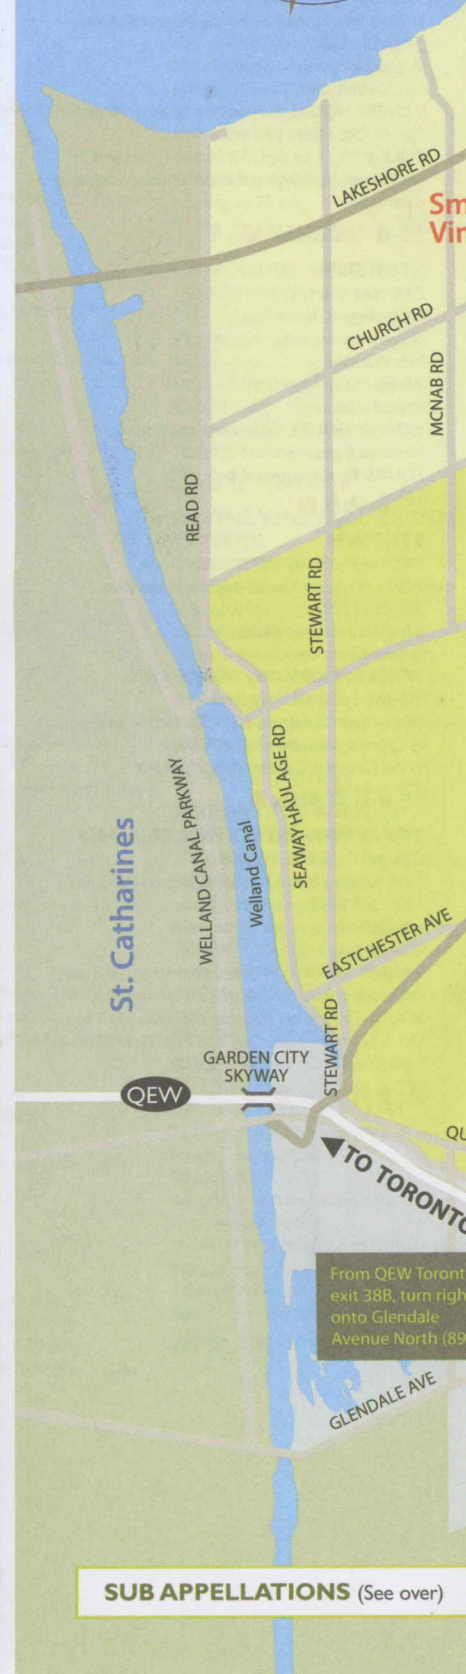 LAKESHORE RD
Sm
Vin
CHURCH RD
MCNAB RD
READ RD
STEWART RD
SEAWAY HAULAGE RD
WELLAND CANAL PARKWAY
Welland Canal
St. Catharines
EASTCHESTER AVE
STEWART RD
GARDEN CITY
SKYWAY
QEW
QU
TO TORONTO
From QEW Toront
exit 38B, turn righ
onto Glendale
Avenue North (89
GLENDALE AVE
SUB APPELLATIONS (See over)